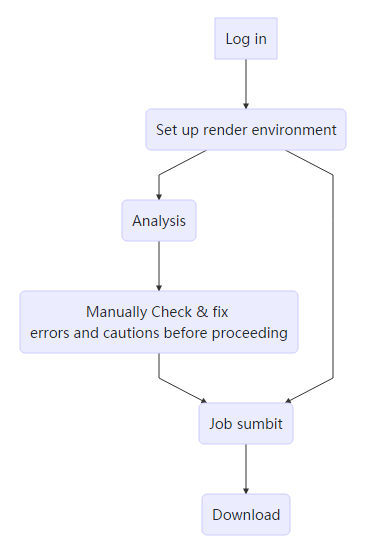 Log in
Set up render environment
Analysis
Manually Check & fix
errors and cautions before proceeding
Job sumbit
Download